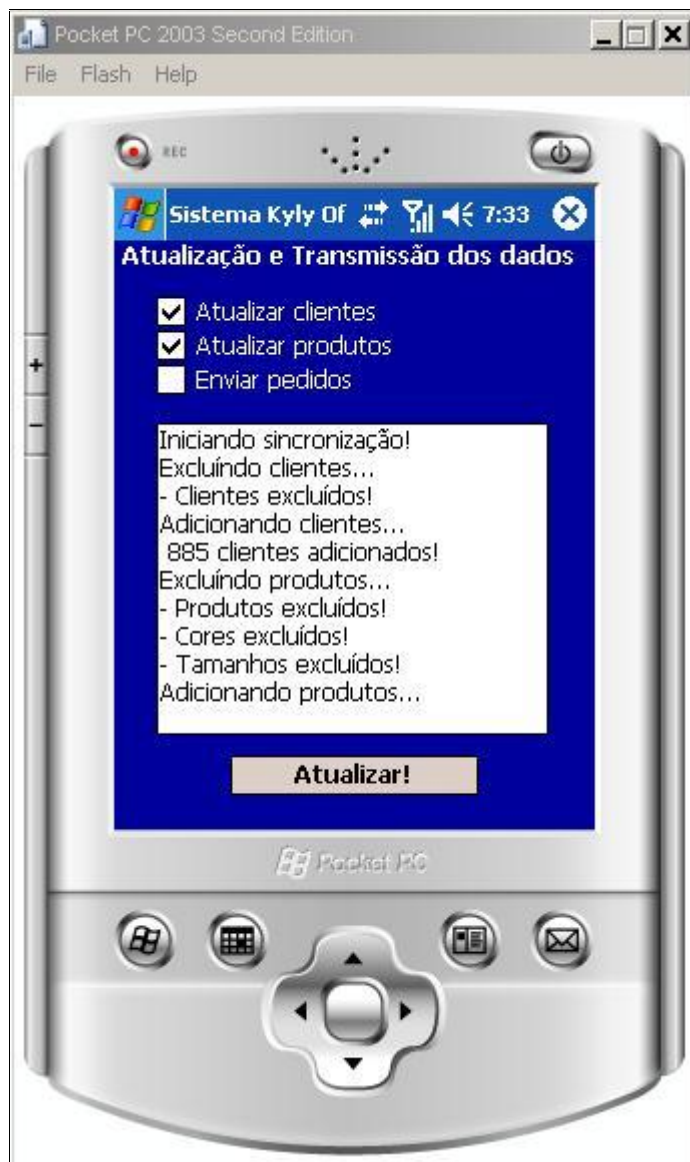 Pocket PC 2003 Second Edition
File Flash Help
REC
Sistema Kyly Of 7:33
Atualização e Transmissão dos dados
Atualizar clientes
Atualizar produtos
Enviar pedidos
Iniciando sincronização!
Excluíndo clientes...
- Clientes excluídos!
Adicionando clientes...
885 clientes adicionados!
Excluíndo produtos...
- Produtos excluídos!
- Cores excluídos!
- Tamanhos excluídos!
Adicionando produtos...
Atualizar!
Pocket PC